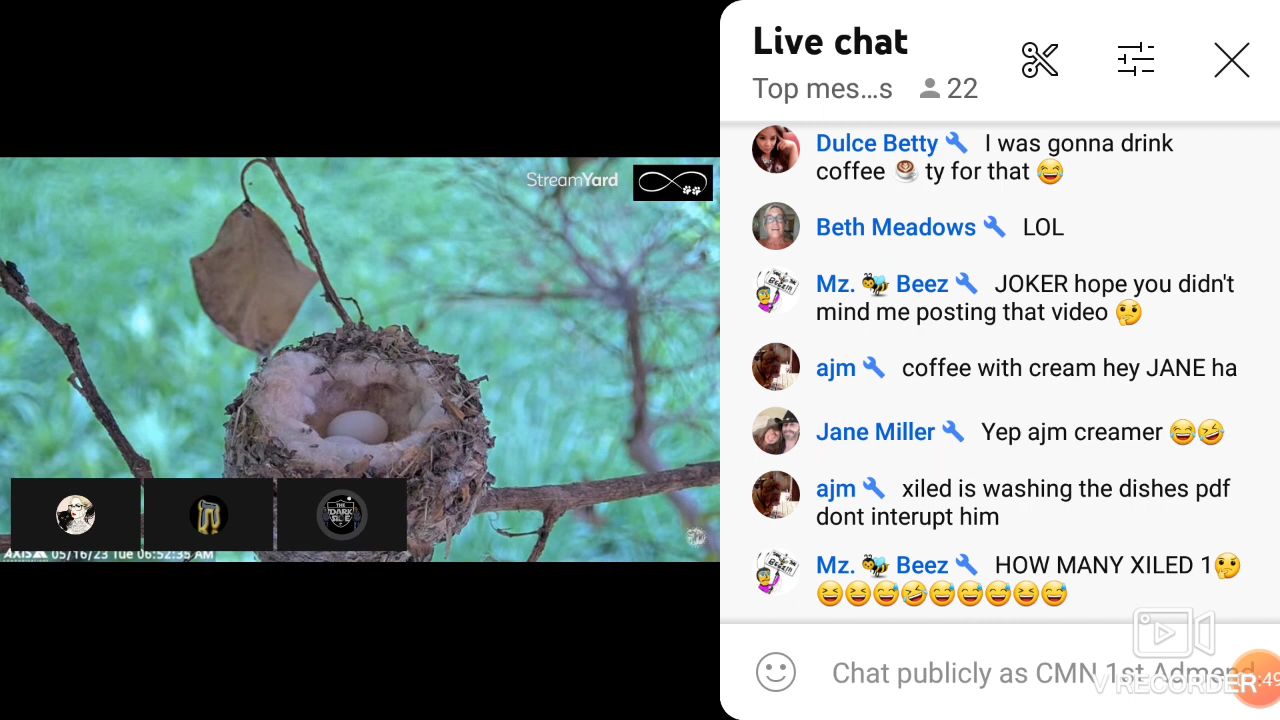 StreamYard
THE
DARK
AXIS 05/16/23 Tue 06:52:35 AM
Live chat
Top mes...s 22
Dulce Betty I was gonna drink
coffee ☕ ty for that 😂
Beth Meadows LOL
Mz. 🐝 Beez JOKER hope you didn't
mind me posting that video 🤔
ajm coffee with cream hey JANE ha
Jane Miller Yep ajm creamer 😂🤣
ajm xiled is washing the dishes pdf
dont interupt him
Mz. 🐝 Beez HOW MANY XILED 1🤔
😆😆😅🤣😅😅😅😆😅
Chat publicly as CMN 1st Admend
V RECORDER
:49